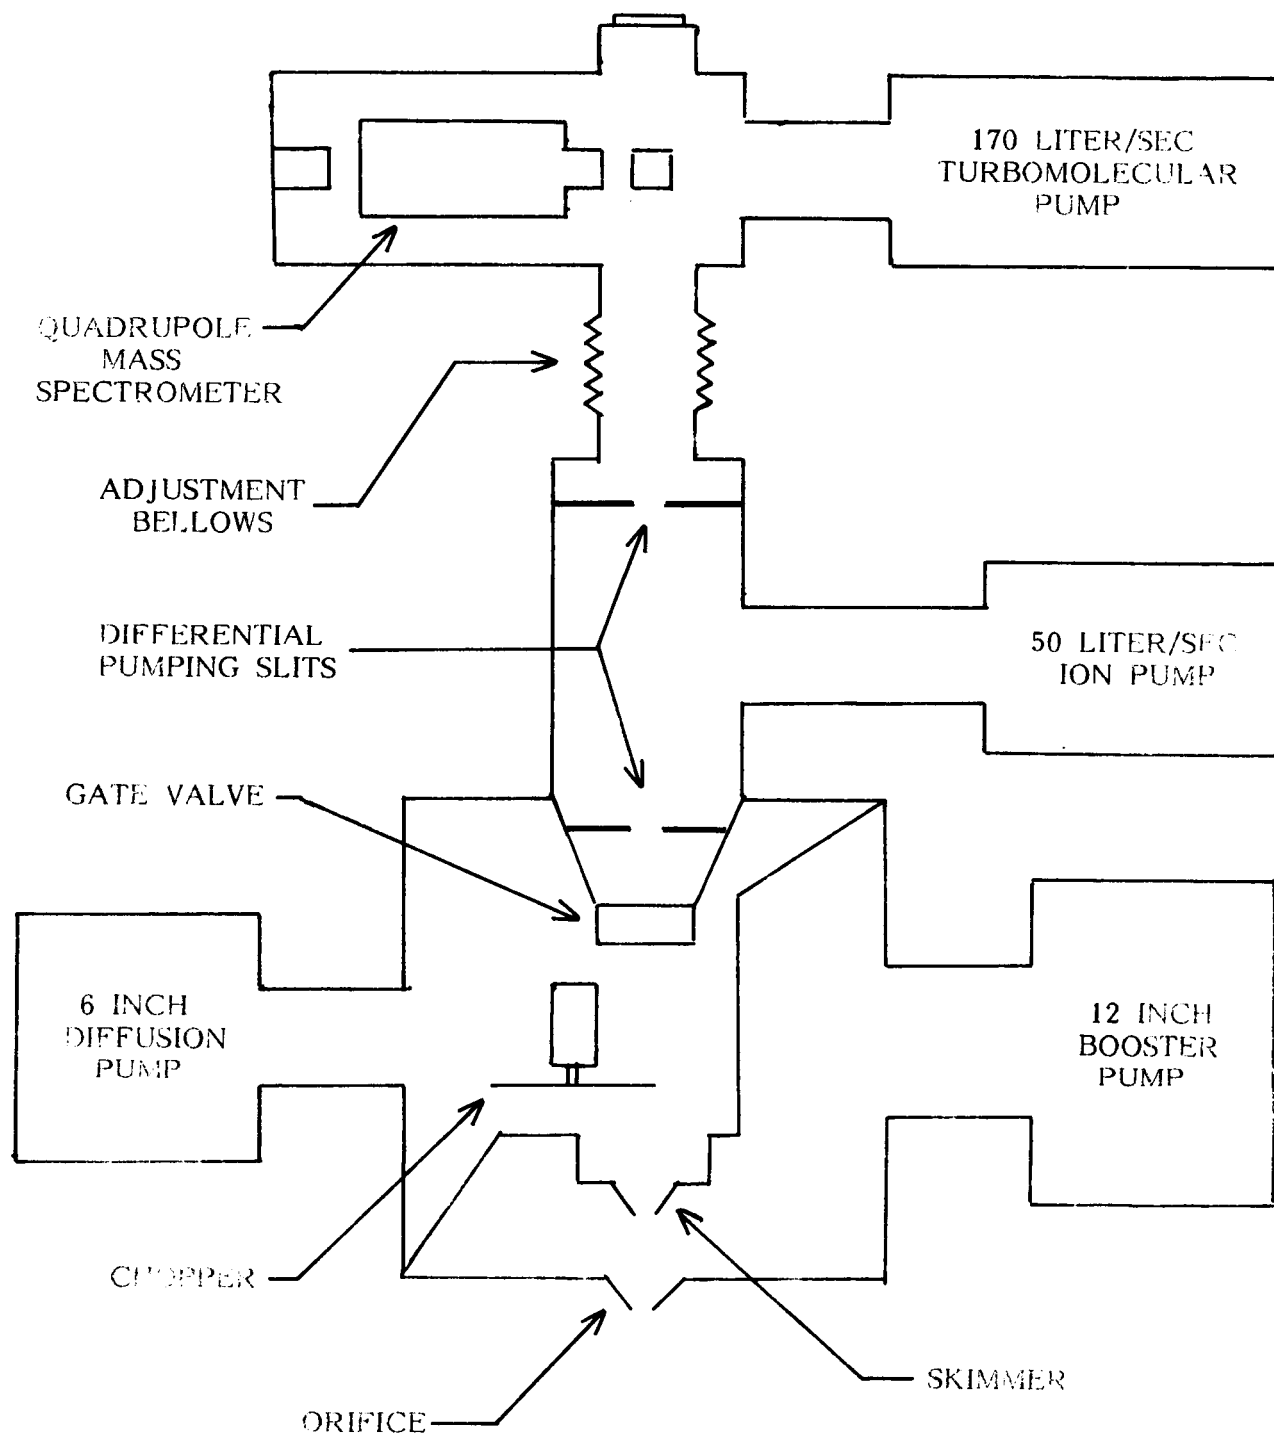 170 LITER/SEC
TURBOMOLECULAR
PUMP
QUADRUPOLE
MASS
SPECTROMETER
ADJUSTMENT
BELLOWS
DIFFERENTIAL
PUMPING SLITS
50 LITER/SEC
ION PUMP
GATE VALVE
6 INCH
DIFFUSION
PUMP
12 INCH
BOOSTER
PUMP
CHOPPER
SKIMMER
ORIFICE